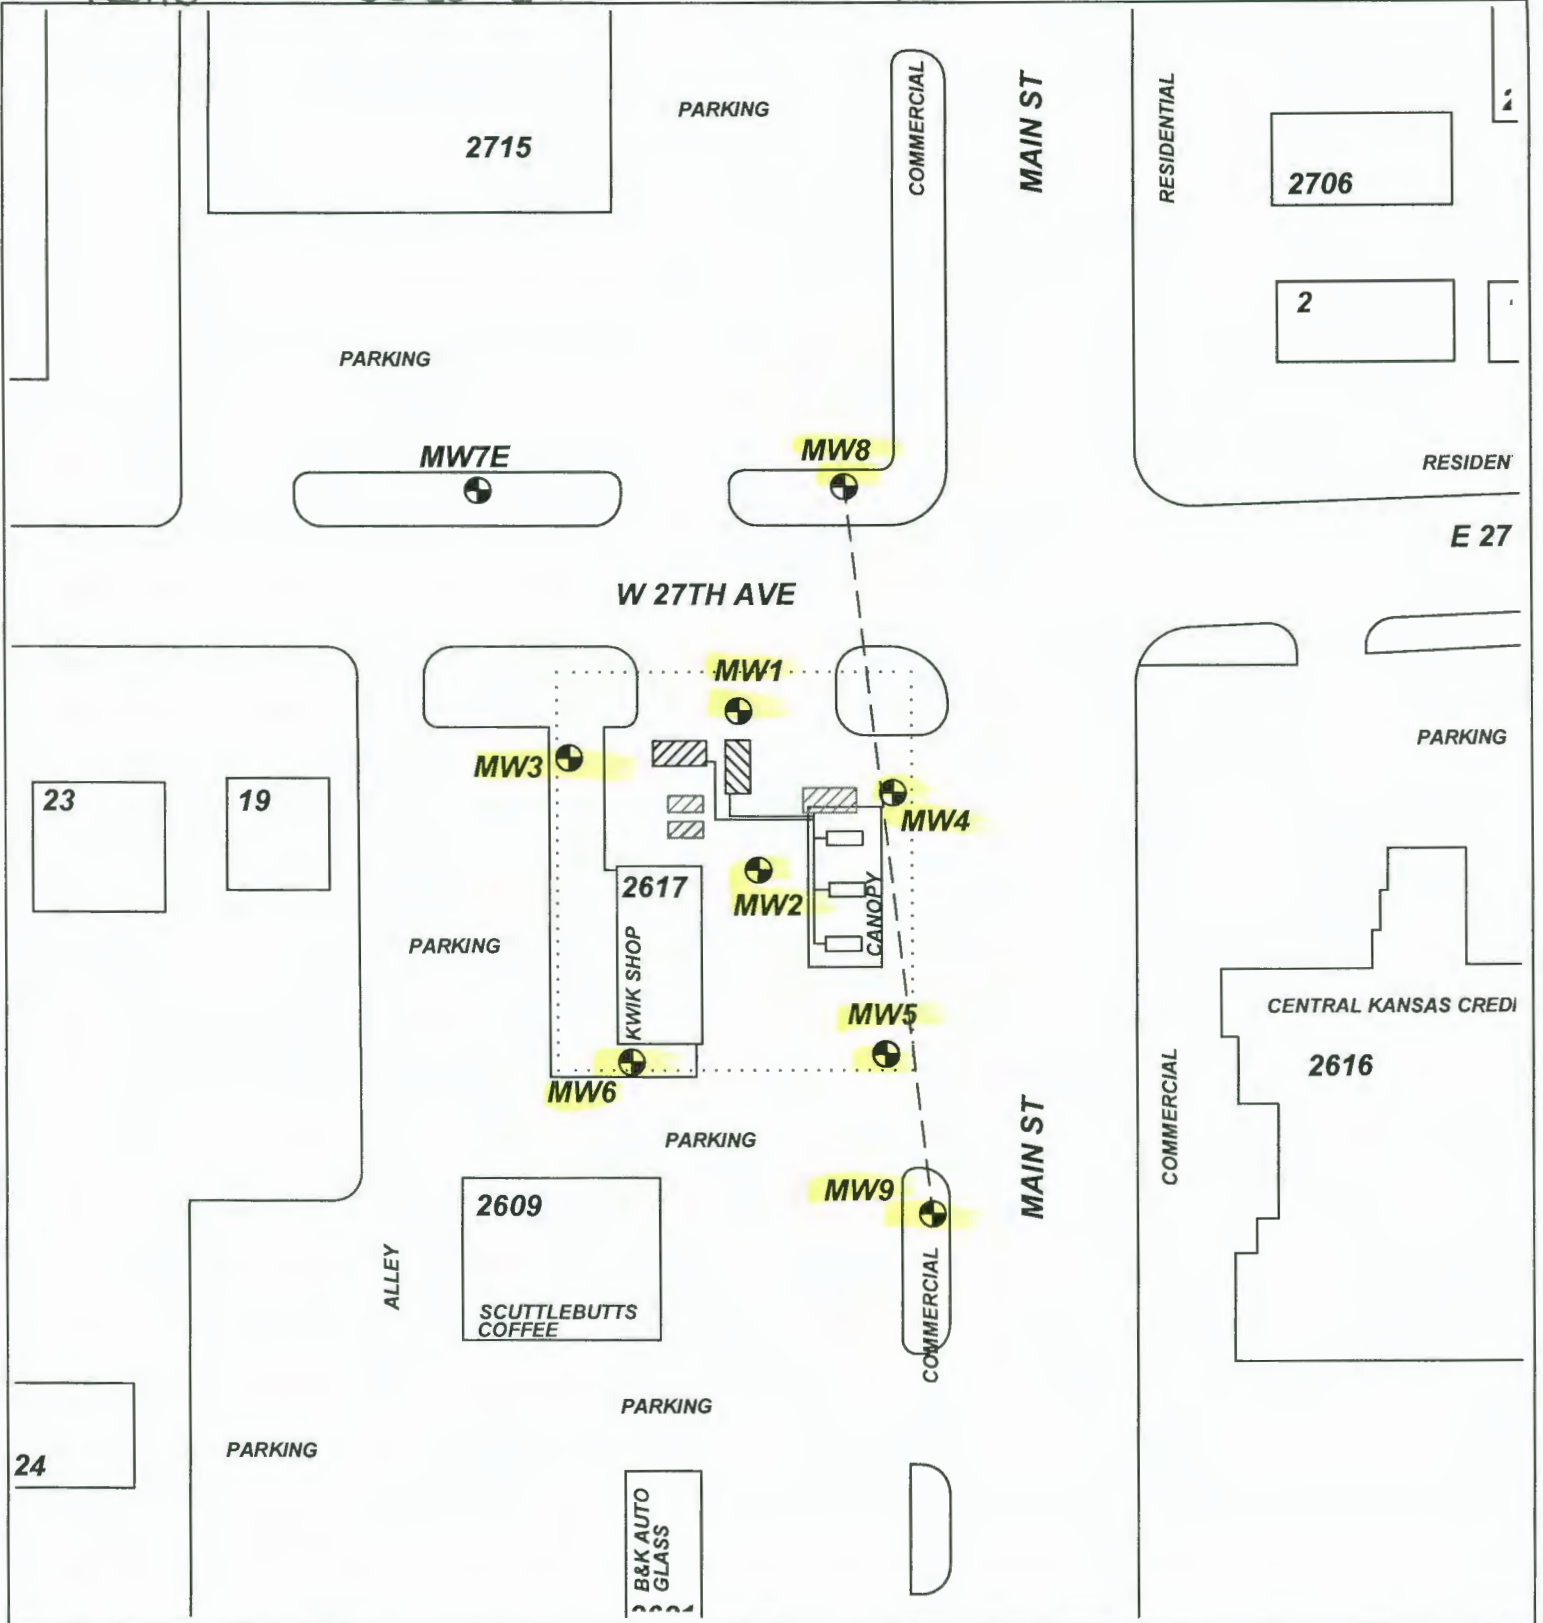 PARKING
COMMERCIAL
MAIN ST
RESIDENTIAL
2715
2706
2
PARKING
MW7E
MW8
RESIDEN
E 27
W 27TH AVE
MW1
MW3
PARKING
23
19
MW4
2617
KWIK SHOP
MW2
CANOPY
PARKING
CENTRAL KANSAS CREDI
2616
MW5
MW6
COMMERCIAL
PARKING
MAIN ST
MW9
2609
SCUTTLEBUTTS
COFFEE
ALLEY
COMMERCIAL
PARKING
PARKING
24
B&K AUTO
GLASS